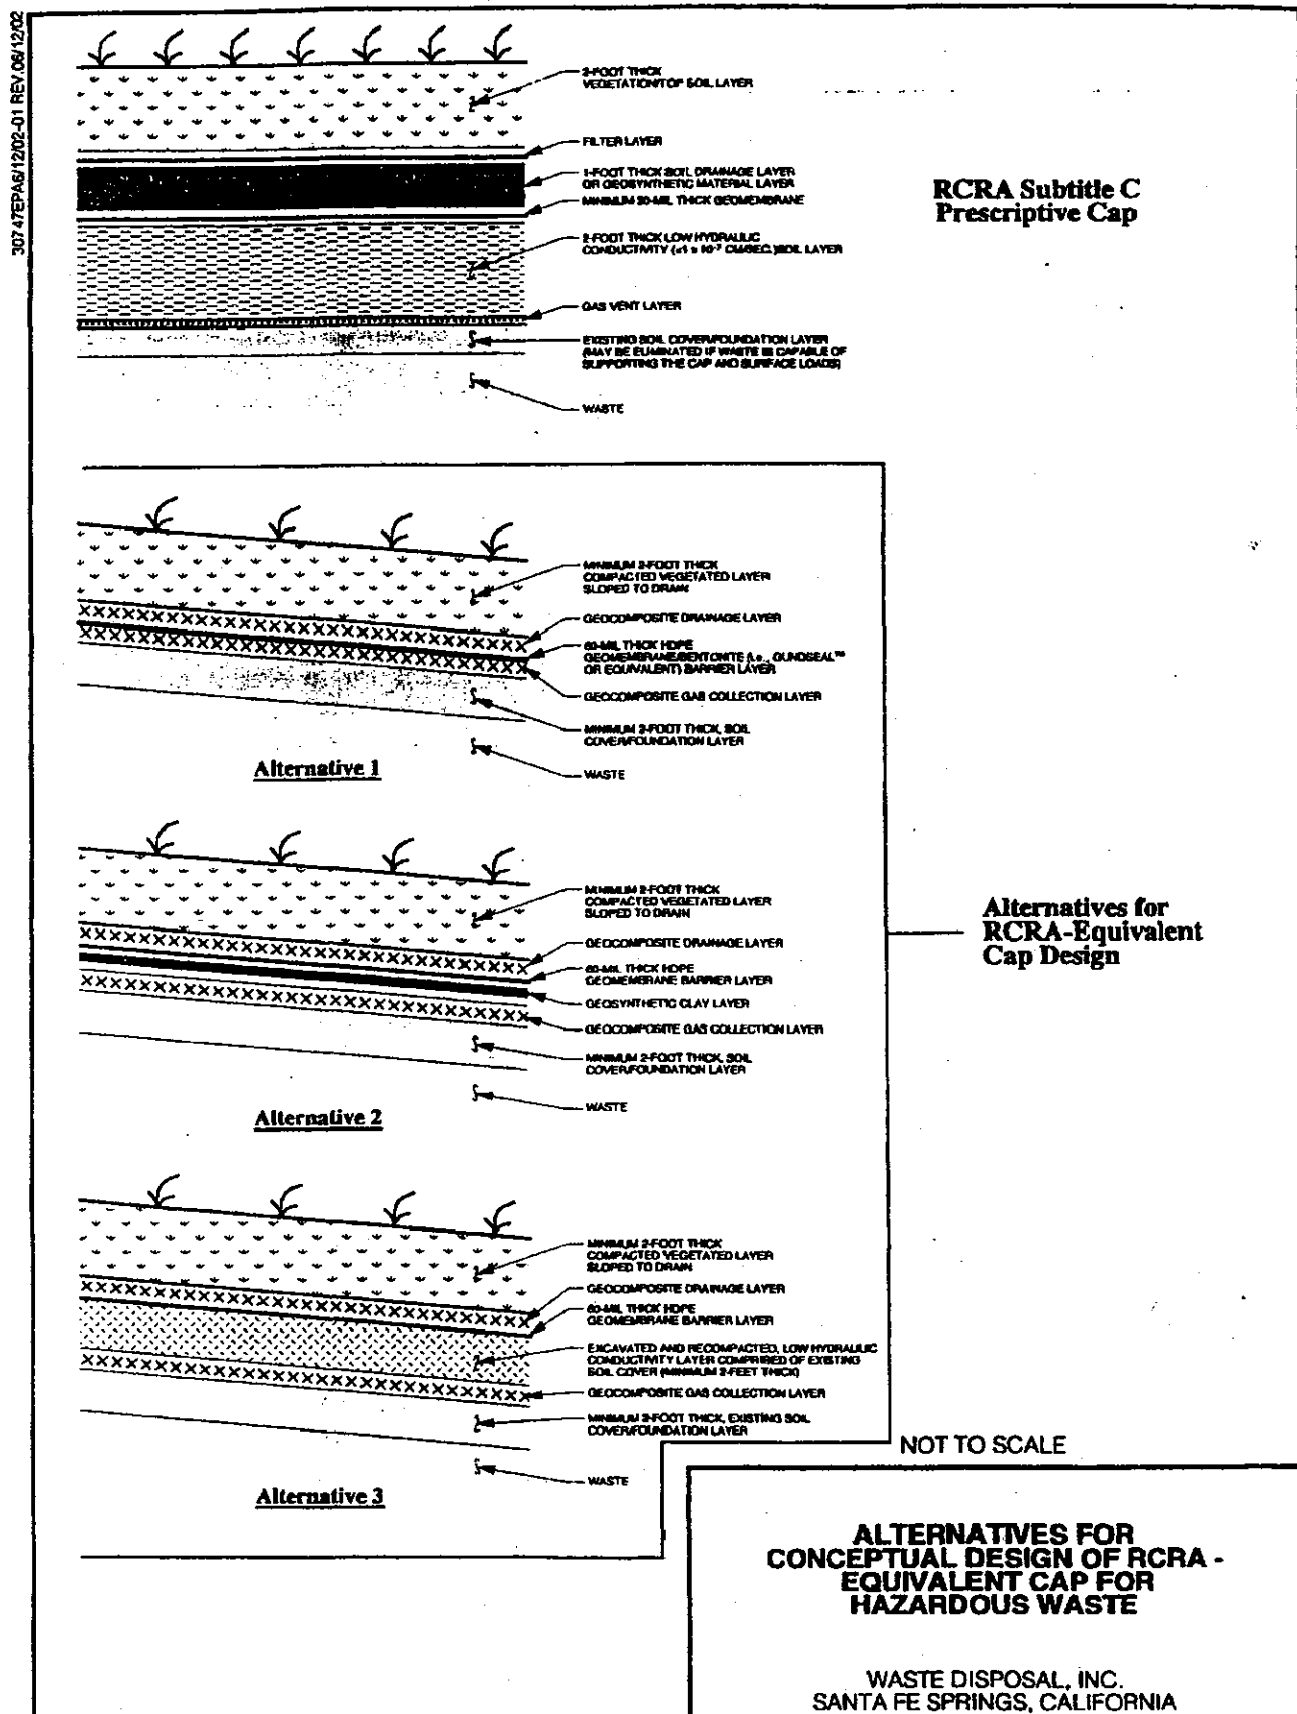 30747EPA6/12/02-01 REV.06/12/02
2-FOOT THICK
VEGETATION/TOP SOIL LAYER
FILTER LAYER
1-FOOT THICK SOIL DRAINAGE LAYER
OR GEOSYNTHETIC MATERIAL LAYER
MINIMUM 30-MIL THICK GEOMEMBRANE
2-FOOT THICK LOW HYDRAULIC
CONDUCTIVITY (<1 x 10⁻⁷ CM/SEC.) SOIL LAYER
GAS VENT LAYER
EXISTING SOIL COVER/FOUNDATION LAYER
(MAY BE ELIMINATED IF WASTE IS CAPABLE OF
SUPPORTING THE CAP AND SURFACE LOADS)
WASTE
RCRA Subtitle C
Prescriptive Cap
MINIMUM 2-FOOT THICK
COMPACTED VEGETATED LAYER
SLOPED TO DRAIN
GEOCOMPOSITE DRAINAGE LAYER
60-MIL THICK HDPE
GEOMEMBRANE/BENTONITE (i.e., GUNDSEAL™
OR EQUIVALENT) BARRIER LAYER
GEOCOMPOSITE GAS COLLECTION LAYER
MINIMUM 2-FOOT THICK, SOIL
COVER/FOUNDATION LAYER
WASTE
Alternative 1
MINIMUM 2-FOOT THICK
COMPACTED VEGETATED LAYER
SLOPED TO DRAIN
GEOCOMPOSITE DRAINAGE LAYER
60-MIL THICK HDPE
GEOMEMBRANE BARRIER LAYER
GEOSYNTHETIC CLAY LAYER
GEOCOMPOSITE GAS COLLECTION LAYER
MINIMUM 2-FOOT THICK, SOIL
COVER/FOUNDATION LAYER
WASTE
Alternative 2
Alternatives for
RCRA-Equivalent
Cap Design
MINIMUM 2-FOOT THICK
COMPACTED VEGETATED LAYER
SLOPED TO DRAIN
GEOCOMPOSITE DRAINAGE LAYER
60-MIL THICK HDPE
GEOMEMBRANE BARRIER LAYER
EXCAVATED AND RECOMPACTED, LOW HYDRAULIC
CONDUCTIVITY LAYER COMPRISED OF EXISTING
SOIL COVER (MINIMUM 2-FEET THICK)
GEOCOMPOSITE GAS COLLECTION LAYER
MINIMUM 2-FOOT THICK, EXISTING SOIL
COVER/FOUNDATION LAYER
WASTE
Alternative 3
NOT TO SCALE
ALTERNATIVES FOR
CONCEPTUAL DESIGN OF RCRA -
EQUIVALENT CAP FOR
HAZARDOUS WASTE
WASTE DISPOSAL, INC.
SANTA FE SPRINGS, CALIFORNIA